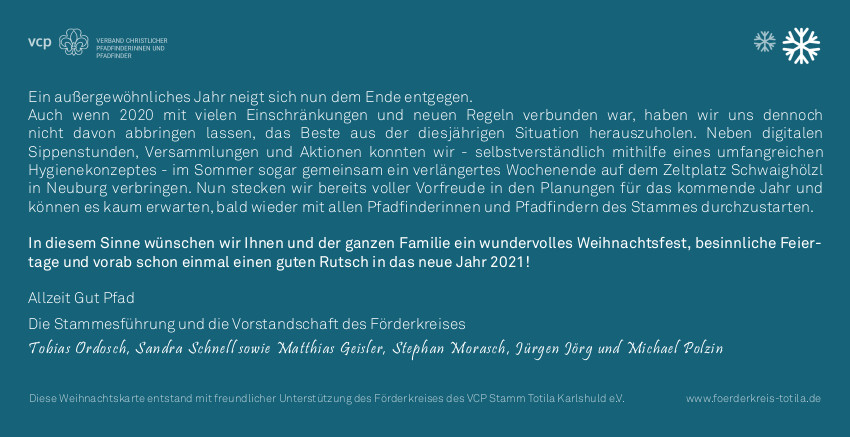 vcp
VERBAND CHRISTLICHER
PFADFINDERINNEN UND
PFADFINDER
Ein außergewöhnliches Jahr neigt sich nun dem Ende entgegen.
Auch wenn 2020 mit vielen Einschränkungen und neuen Regeln verbunden war, haben wir uns dennoch
nicht davon abbringen lassen, das Beste aus der diesjährigen Situation herauszuholen. Neben digitalen
Sippenstunden, Versammlungen und Aktionen konnten wir - selbstverständlich mithilfe eines umfangreichen
Hygienekonzeptes - im Sommer sogar gemeinsam ein verlängertes Wochenende auf dem Zeltplatz Schwaighölzl
in Neuburg verbringen. Nun stecken wir bereits voller Vorfreude in den Planungen für das kommende Jahr und
können es kaum erwarten, bald wieder mit allen Pfadfinderinnen und Pfadfindern des Stammes durchzustarten.
In diesem Sinne wünschen wir Ihnen und der ganzen Familie ein wundervolles Weihnachtsfest, besinnliche Feier-
tage und vorab schon einmal einen guten Rutsch in das neue Jahr 2021!
Allzeit Gut Pfad
Die Stammesführung und die Vorstandschaft des Förderkreises
Tobias Ordosch, Sandra Schnell sowie Matthias Geisler, Stephan Morasch, Jürgen Jörg und Michael Polzin
Diese Weihnachtskarte entstand mit freundlicher Unterstützung des Förderkreises des VCP Stamm Totila Karlshuld e.V.
www.foerderkreis-totila.de